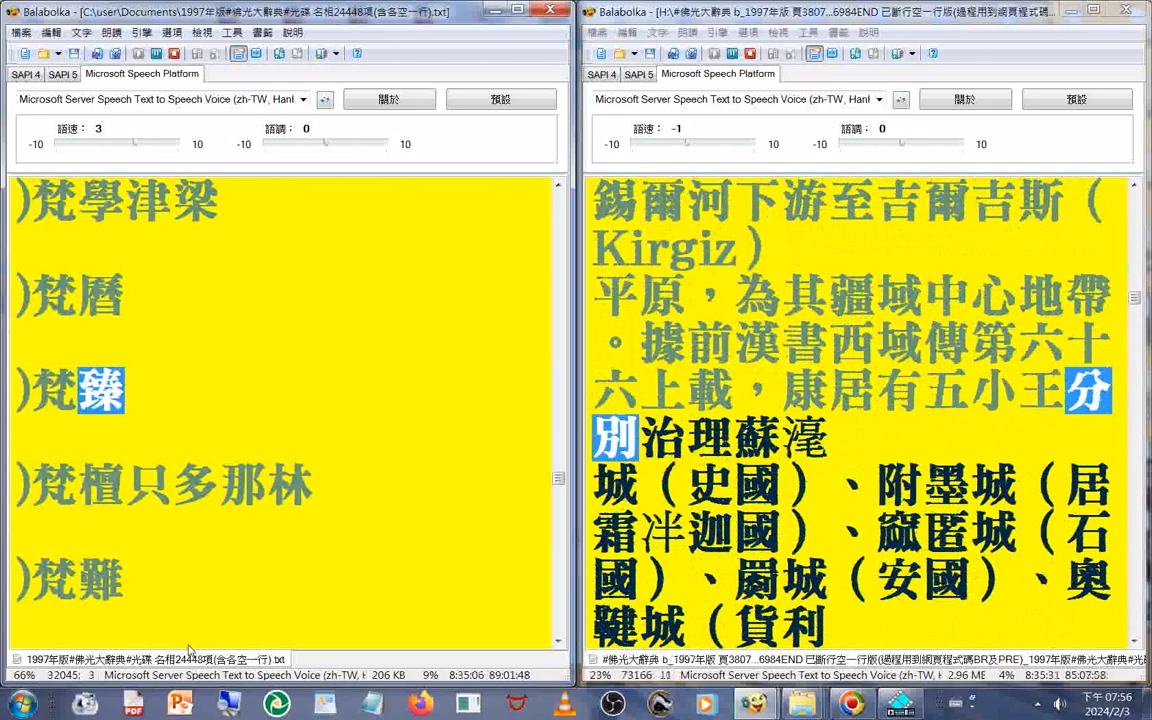 Balabolka - [C:\user\Documents\1997年版#佛光大辭典#光碟 名相24448項(含各空一行).txt]
檔案 編輯 文字 朗讀 引擎 選項 檢視 工具 書籤 說明
SAPI 4 SAPI 5 Microsoft Speech Platform
Microsoft Server Speech Text to Speech Voice (zh-TW, Hanl
關於 預設
語速： 3 語調： 0
-10 10 -10 10
)梵學津梁
)梵曆
)梵臻
)梵檀只多那林
)梵難
1997年版#佛光大辭典#光碟 名相24448項(含各空一行).txt
66% 32045: 3 Microsoft Server Speech Text to Speech Voice (zh-TW, H 206 KB 9% 8:35:06 89:01:48
Balabolka - [H:\#佛光大辭典 b_1997年版 頁3807...6984END 已斷行空一行版(過程用到網頁程式碼...
檔案 編輯 文字 朗讀 引擎 選項 檢視 工具 書籤 說明
SAPI 4 SAPI 5 Microsoft Speech Platform
Microsoft Server Speech Text to Speech Voice (zh-TW, Hanl
關於 預設
語速： -1 語調： 0
-10 10 -10 10
錫爾河下游至吉爾吉斯（
Kirgiz）
平原，為其疆域中心地帶
。據前漢書西域傳第六十
六上載，康居有五小王分
別治理蘇滝
城（史國）、附墨城（居
霜泮迦國）、窳匿城（石
國）、罽城（安國）、奧
鞬城（貨利
#佛光大辭典 b_1997年版 頁3807...6984END 已斷行空一行版(過程用到網頁程式碼BR及PRE)_1997年版#光
23% 73166: 11 Microsoft Server Speech Text to Speech Voice (zh-TW, H 2.96 MB 4% 8:35:31 85:07:58
下午 07:56
2024/2/3